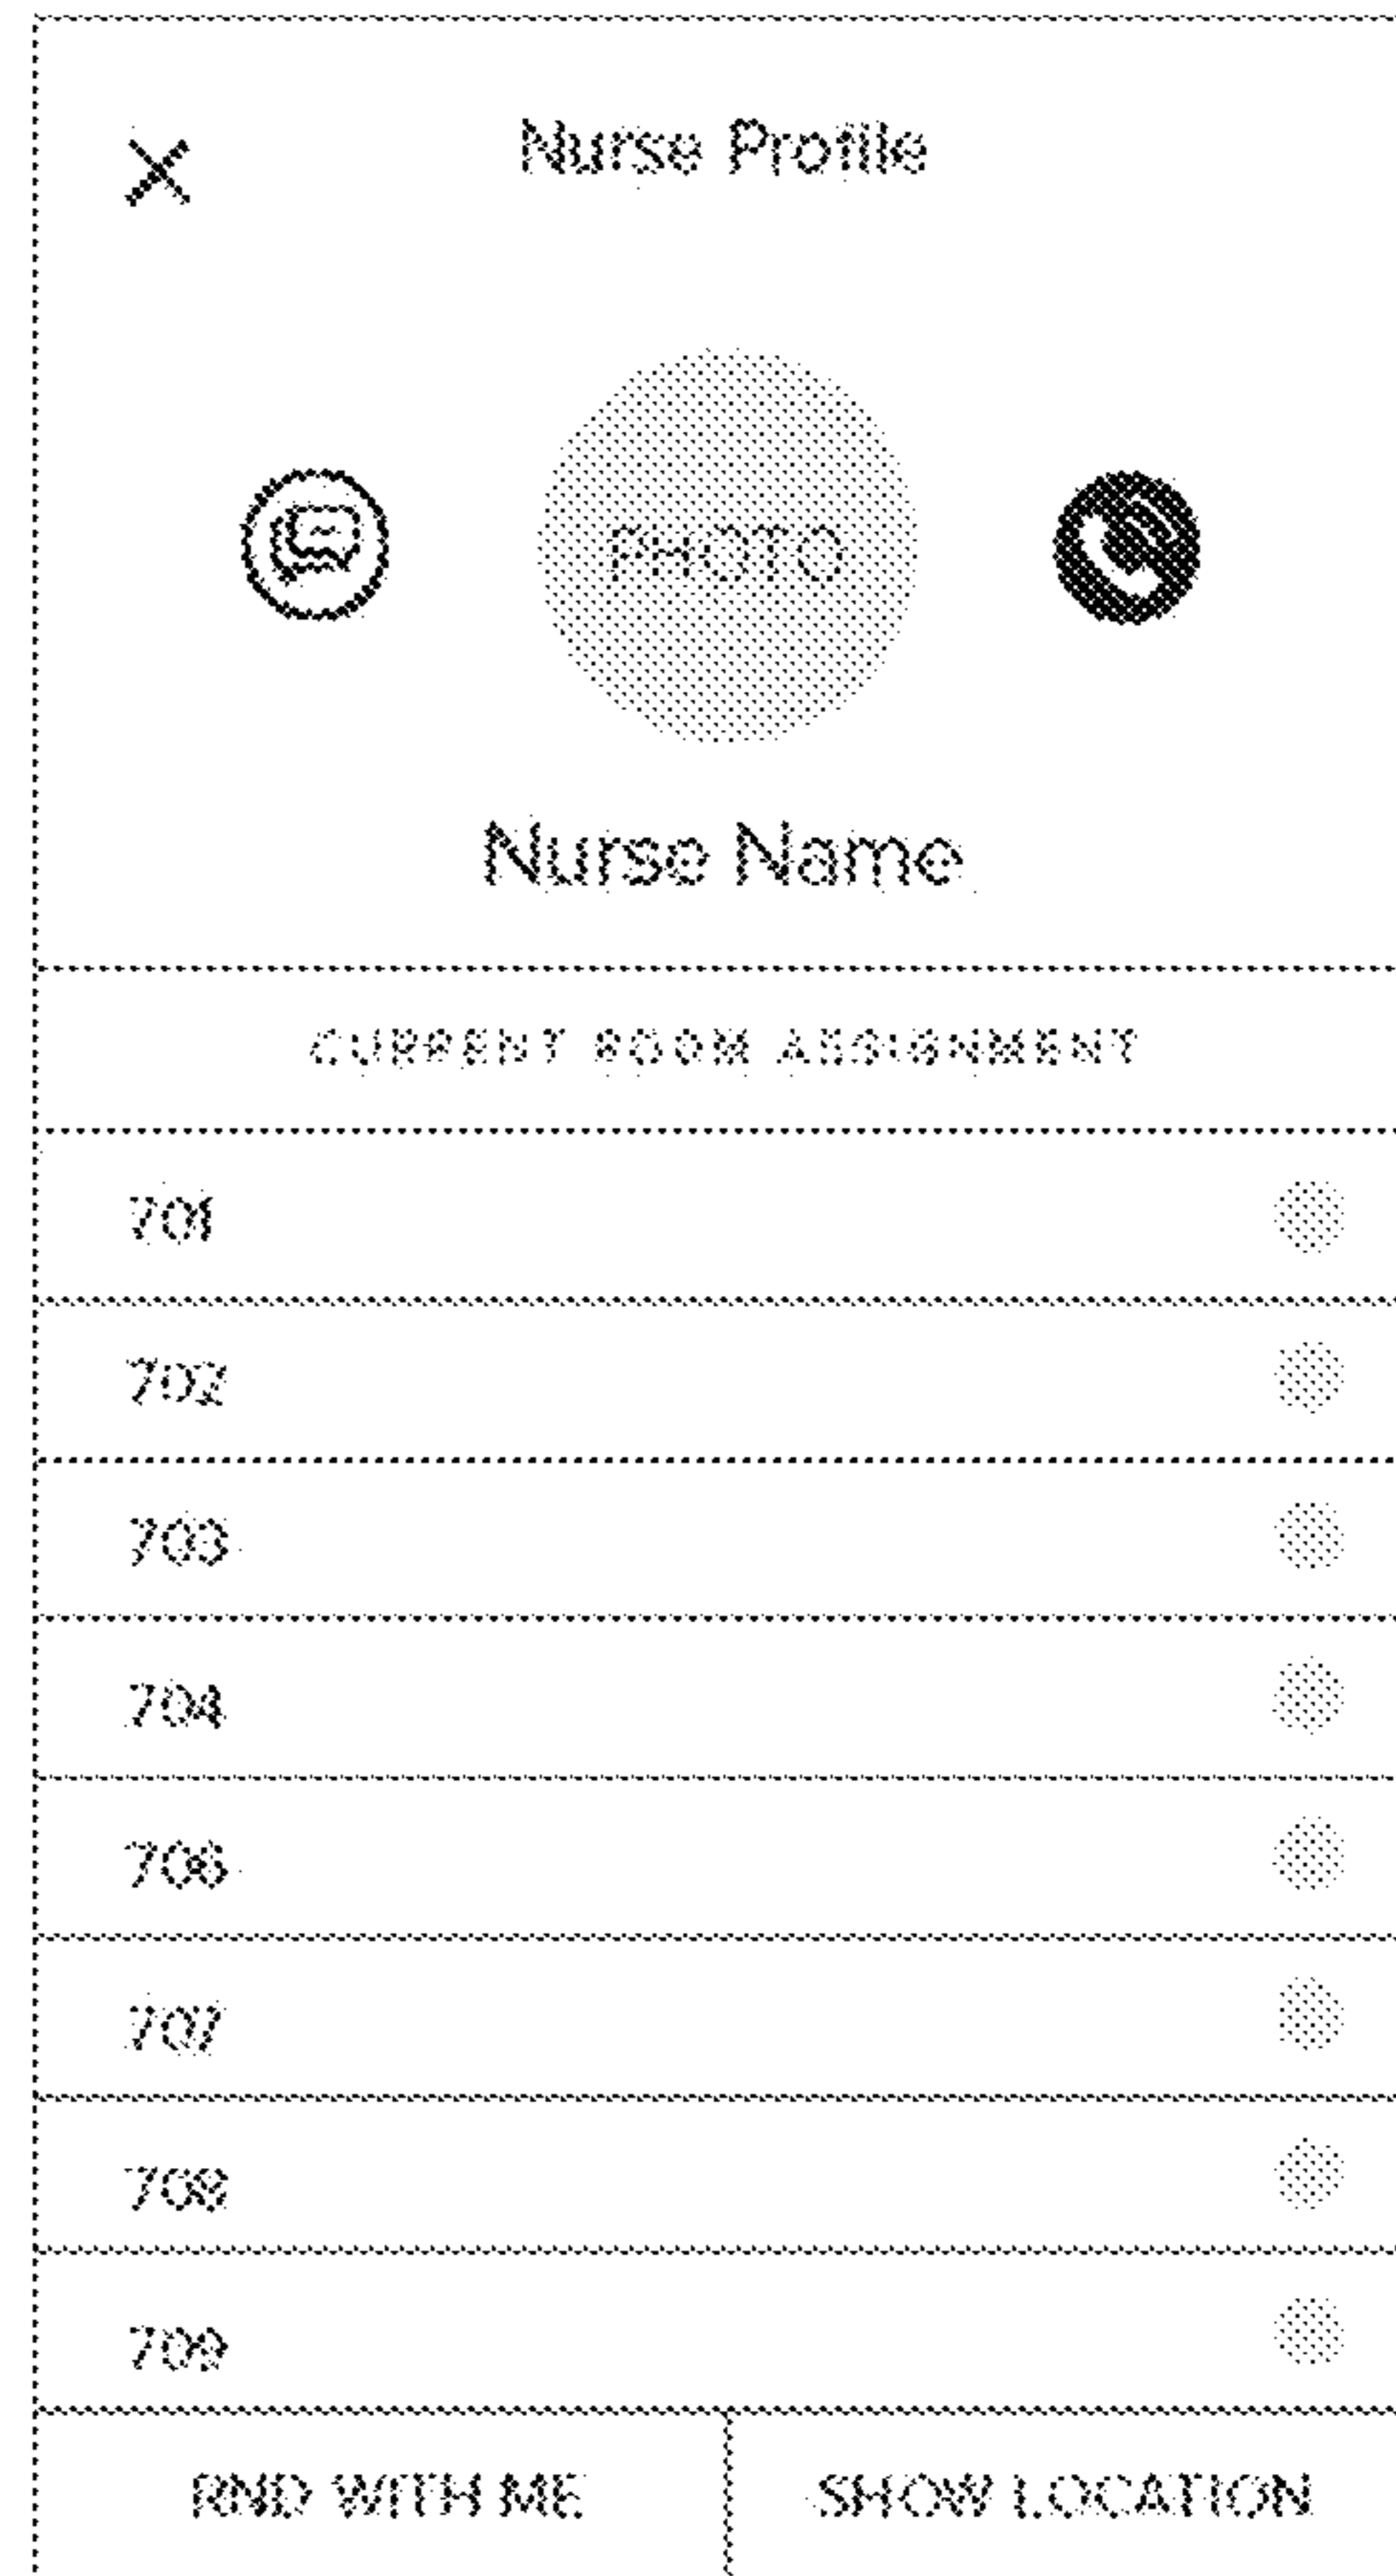 Nurse Profile
PHOTO
Nurse Name
CURRENT ROOM ASSIGNMENT
701
702
703
704
706
707
708
709
RND WITH ME
SHOW LOCATION